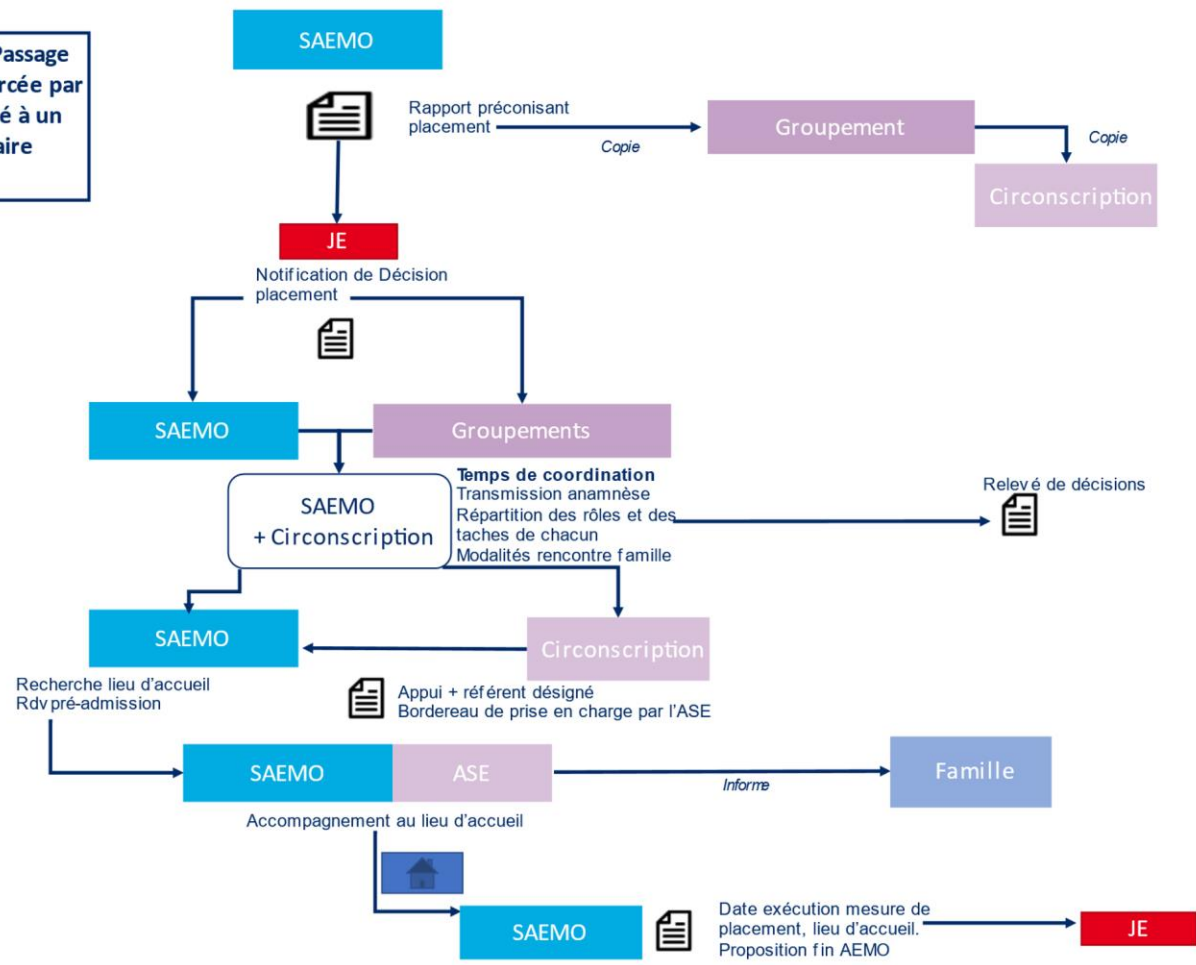 Passage
rcée par
é à un
aire
SAEMO
Rapport préconisant
placement
Copie
Groupement
Copie
Circonscription
JE
Notification de Décision
placement
SAEMO
Groupements
SAEMO
+ Circonscription
Temps de coordination
Transmission anamnèse
Répartition des rôles et des
taches de chacun
Modalités rencontre famille
Relevé de décisions
SAEMO
Circonscription
Recherche lieu d'accueil
Rdv pré-admission
Appui + référent désigné
Bordereau de prise en charge par l'ASE
SAEMO
ASE
Informe
Famille
Accompagnement au lieu d'accueil
SAEMO
Date exécution mesure de
placement, lieu d'accueil.
Proposition fin AEMO
JE